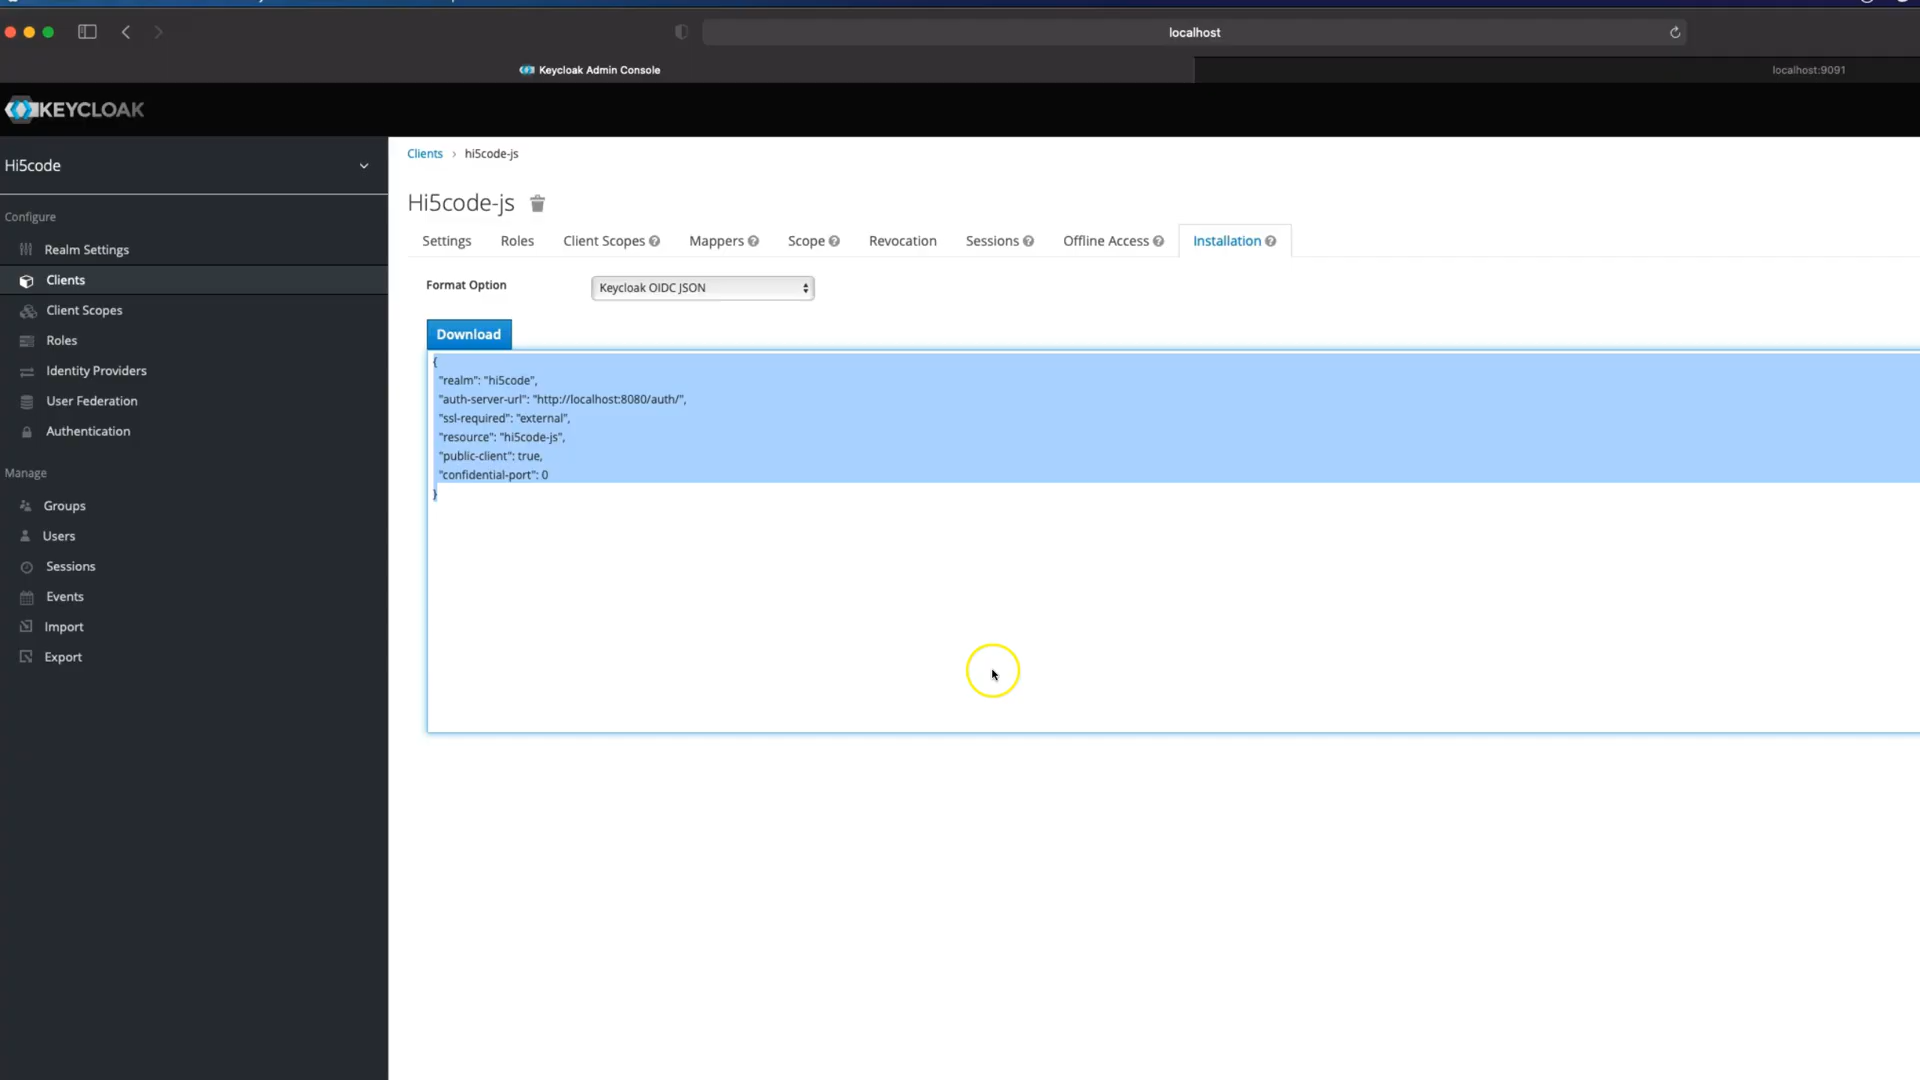 localhost
Keycloak Admin Console
localhost:9091
KEYCLOAK
Hi5code
Clients › hi5code-js
Hi5code-js
Configure
Settings Roles Client Scopes Mappers Scope Revocation Sessions Offline Access Installation
Realm Settings
Clients
Client Scopes
Roles
Identity Providers
User Federation
Authentication
Manage
Groups
Users
Sessions
Events
Import
Export
Format Option Keycloak OIDC JSON
Download
{
"realm": "hi5code",
"auth-server-url": "http://localhost:8080/auth/",
"ssl-required": "external",
"resource": "hi5code-js",
"public-client": true,
"confidential-port": 0
}